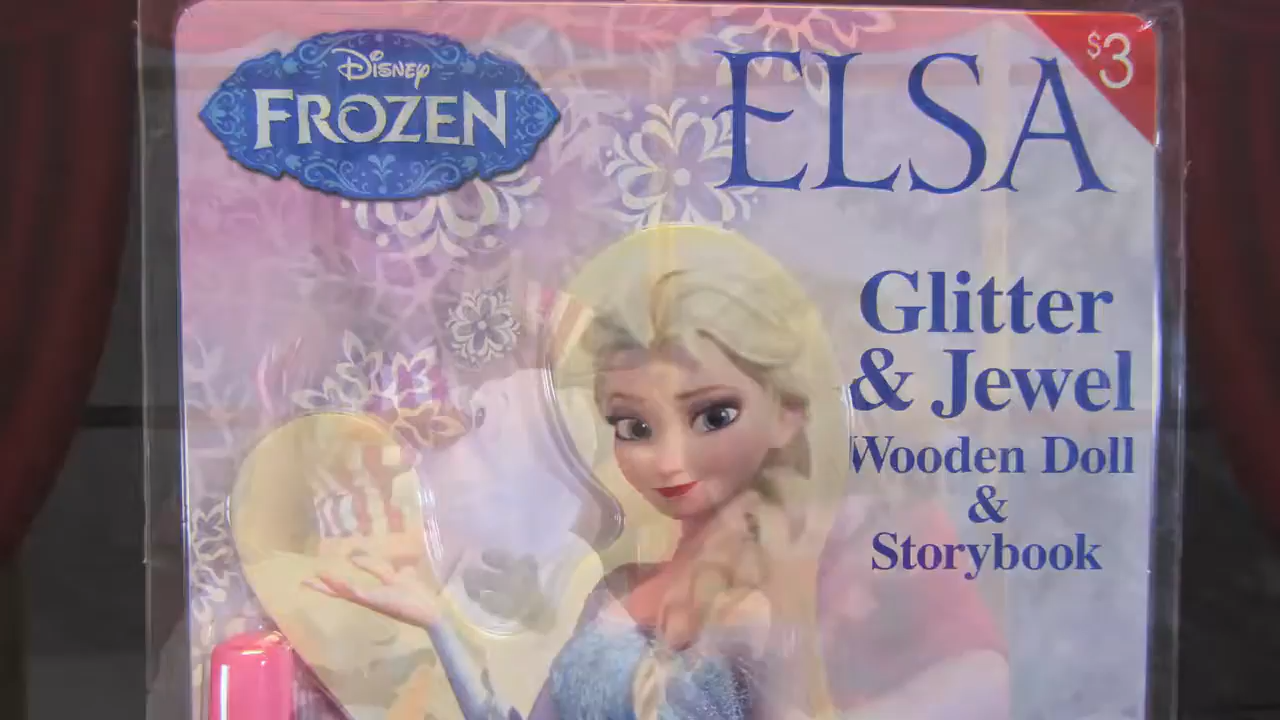 Disney
FROZEN
ELSA
$3
Glitter
& Jewel
Wooden Doll
&
Storybook